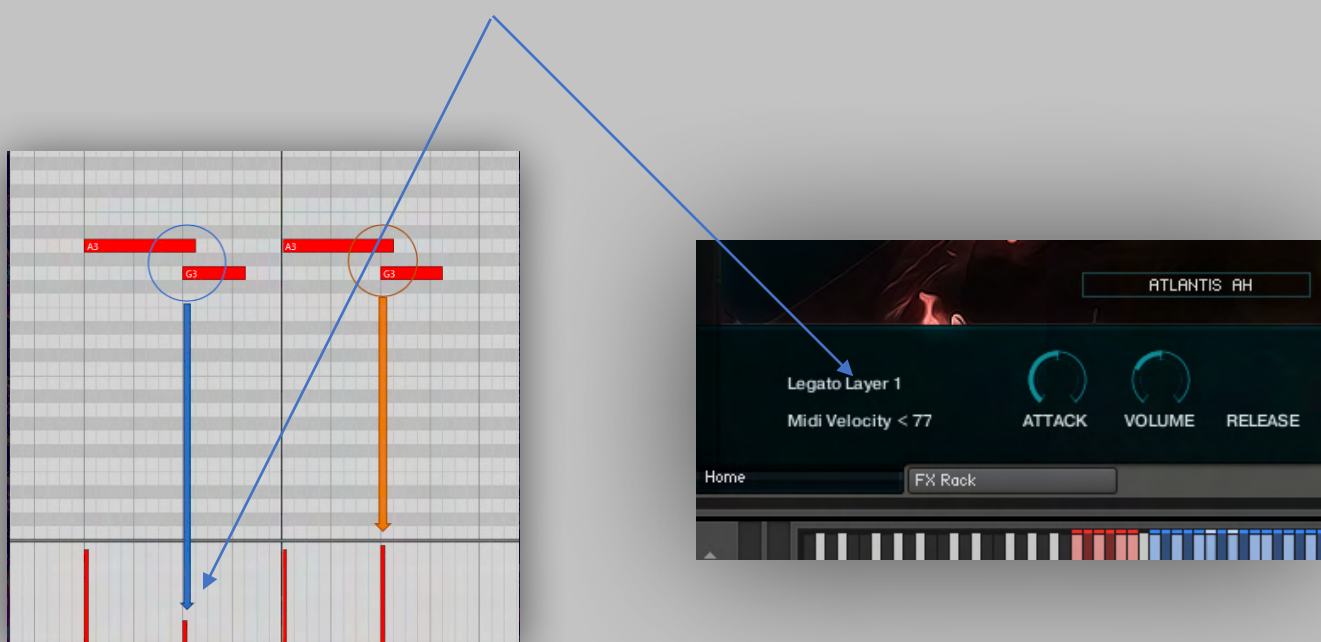 A3
A3
G3
G3
ATLANTIS AH
Legato Layer 1
Midi Velocity < 77
ATTACK
VOLUME
RELEASE
Home
FX Rack